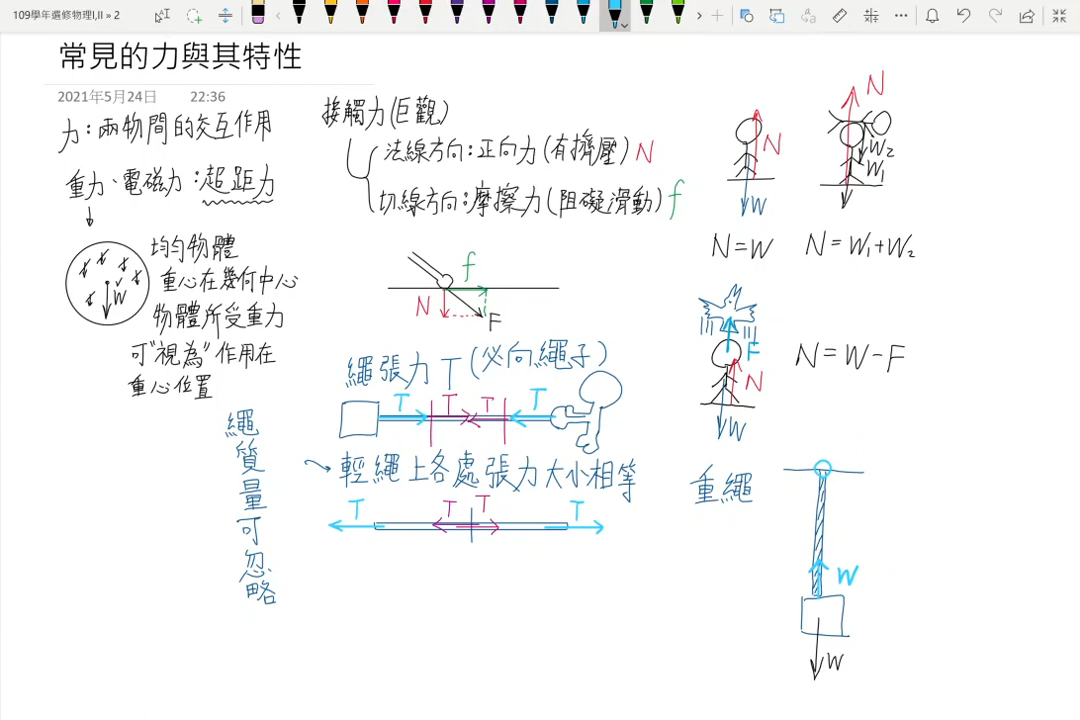 109學年選修物理I,II » 2
常見的力與其特性
2021年5月24日 22:36
力:兩物間的交互作用
重力、電磁力:超距力
W
均勻物體
重心在幾何中心
物體所受重力
可"視為"作用在
重心位置
接觸力(巨觀)
法線方向:正向力(有擠壓) N
切線方向:摩擦力(阻礙滑動) f
f
N
F
繩張力 T (必向繩子)
T T T T
輕繩上各處張力大小相等
T T T T
繩質量可忽略
N
W
N=W
N
W2
W1
N=W1+W2
F
N
W
N=W-F
重繩
W
W